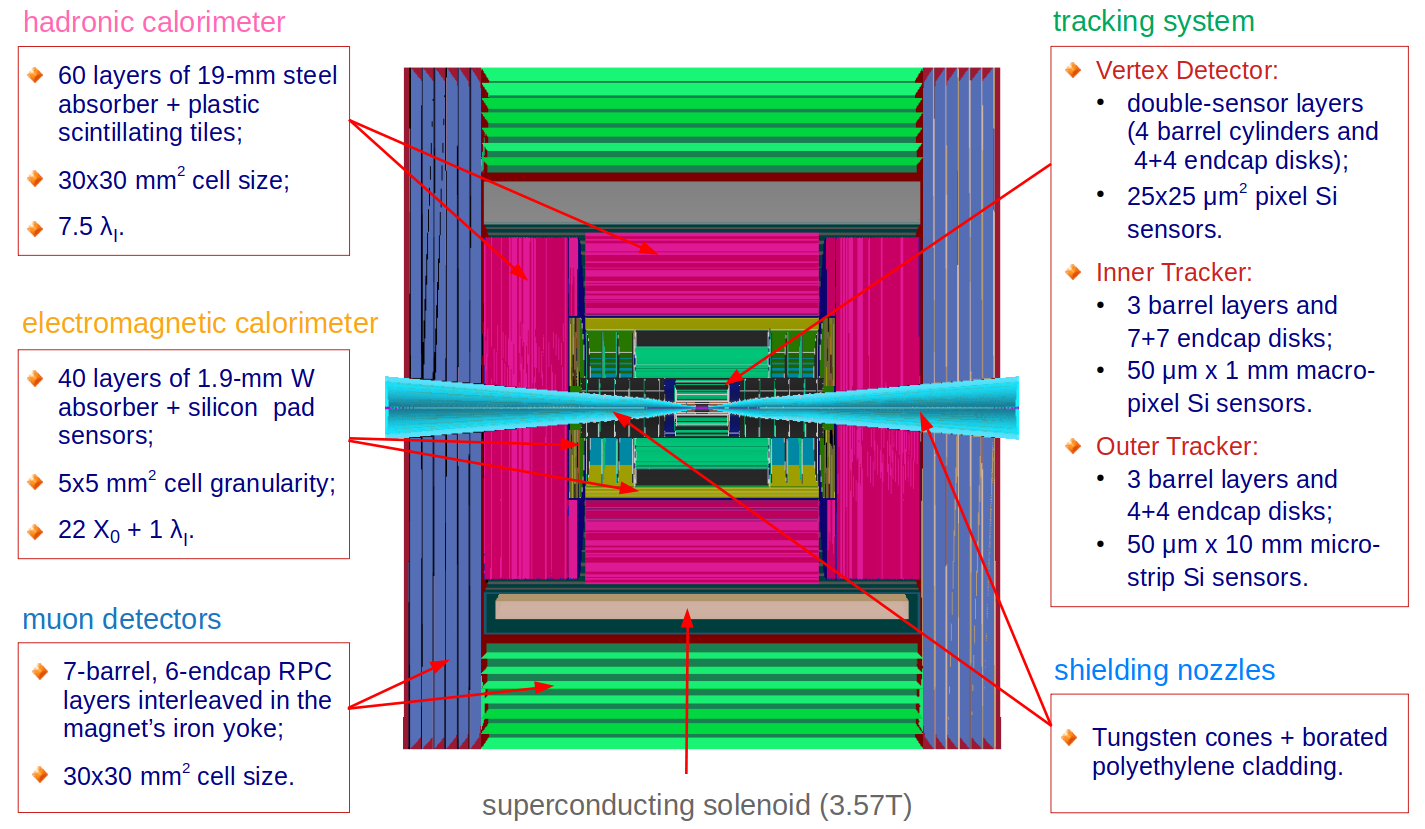 hadronic calorimeter
60 layers of 19-mm steel
absorber + plastic
scintillating tiles;
30x30 mm² cell size;
7.5 λI.
electromagnetic calorimeter
40 layers of 1.9-mm W
absorber + silicon pad
sensors;
5x5 mm² cell granularity;
22 X0 + 1 λI.
muon detectors
7-barrel, 6-endcap RPC
layers interleaved in the
magnet's iron yoke;
30x30 mm² cell size.
superconducting solenoid (3.57T)
tracking system
Vertex Detector:
• double-sensor layers
(4 barrel cylinders and
4+4 endcap disks);
• 25x25 µm² pixel Si
sensors.
Inner Tracker:
• 3 barrel layers and
7+7 endcap disks;
• 50 µm x 1 mm macro-
pixel Si sensors.
Outer Tracker:
• 3 barrel layers and
4+4 endcap disks;
• 50 µm x 10 mm micro-
strip Si sensors.
shielding nozzles
Tungsten cones + borated
polyethylene cladding.